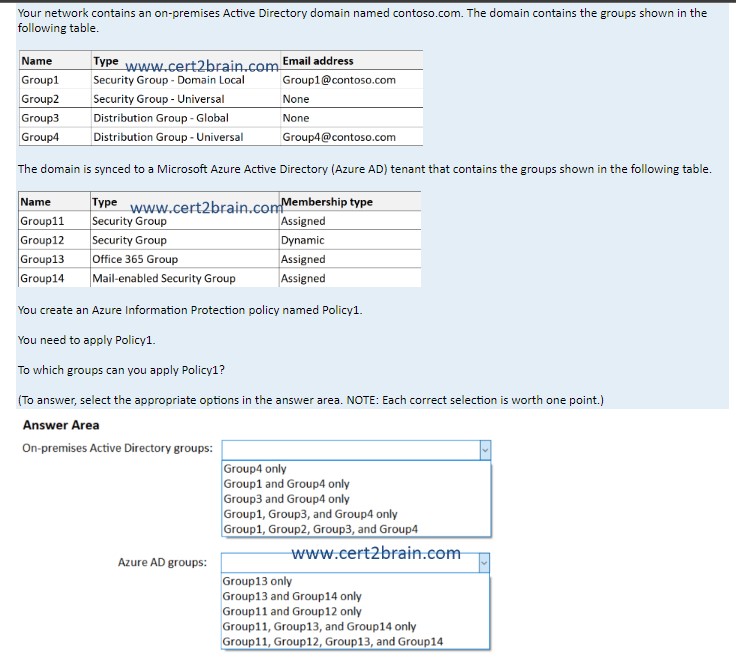 Your network contains an on-premises Active Directory domain named contoso.com. The domain contains the groups shown in the
following table.
Name Type www.cert2brain.com Email address
Group1 Security Group - Domain Local Group1@contoso.com
Group2 Security Group - Universal None
Group3 Distribution Group - Global None
Group4 Distribution Group - Universal Group4@contoso.com
The domain is synced to a Microsoft Azure Active Directory (Azure AD) tenant that contains the groups shown in the following table.
Name Type www.cert2brain.com Membership type
Group11 Security Group Assigned
Group12 Security Group Dynamic
Group13 Office 365 Group Assigned
Group14 Mail-enabled Security Group Assigned
You create an Azure Information Protection policy named Policy1.
You need to apply Policy1.
To which groups can you apply Policy1?
(To answer, select the appropriate options in the answer area. NOTE: Each correct selection is worth one point.)
Answer Area
On-premises Active Directory groups:
Group4 only
Group1 and Group4 only
Group3 and Group4 only
Group1, Group3, and Group4 only
Group1, Group2, Group3, and Group4
www.cert2brain.com
Azure AD groups:
Group13 only
Group13 and Group14 only
Group11 and Group12 only
Group11, Group13, and Group14 only
Group11, Group12, Group13, and Group14